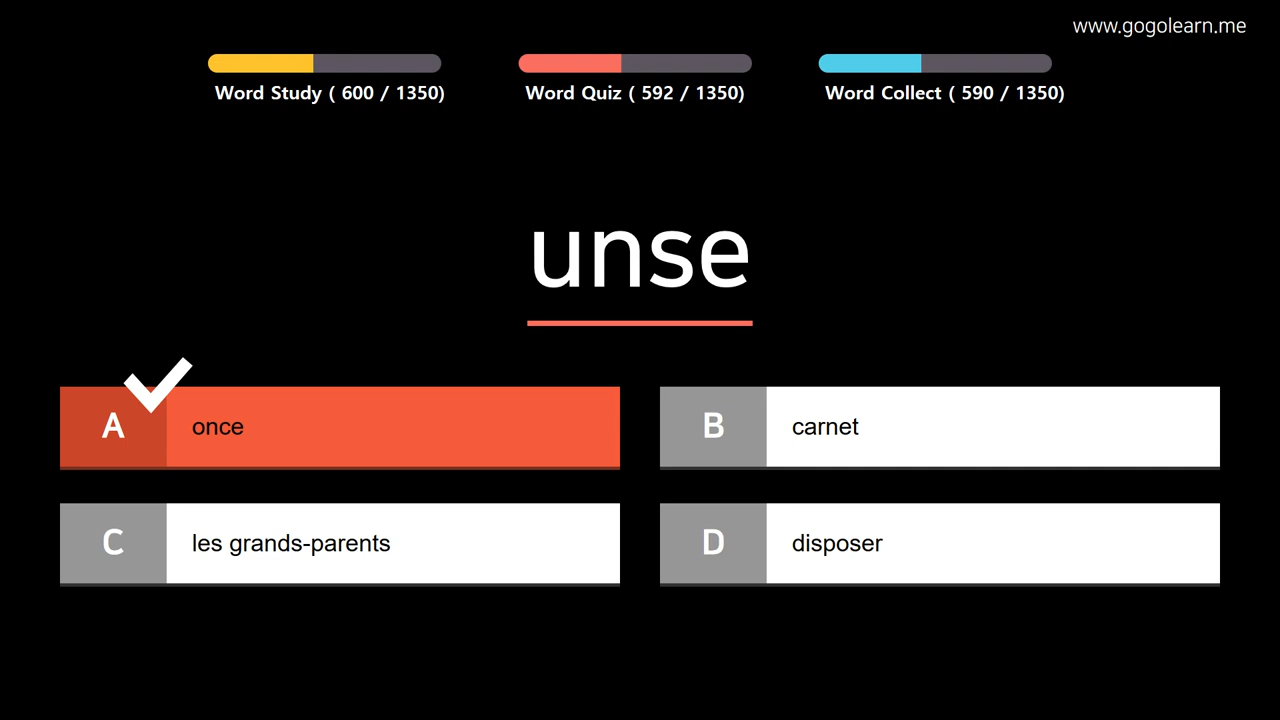 www.gogolearn.me
Word Study ( 600 / 1350)
Word Quiz ( 592 / 1350)
Word Collect ( 590 / 1350)
unse
A once
B carnet
C les grands-parents
D disposer